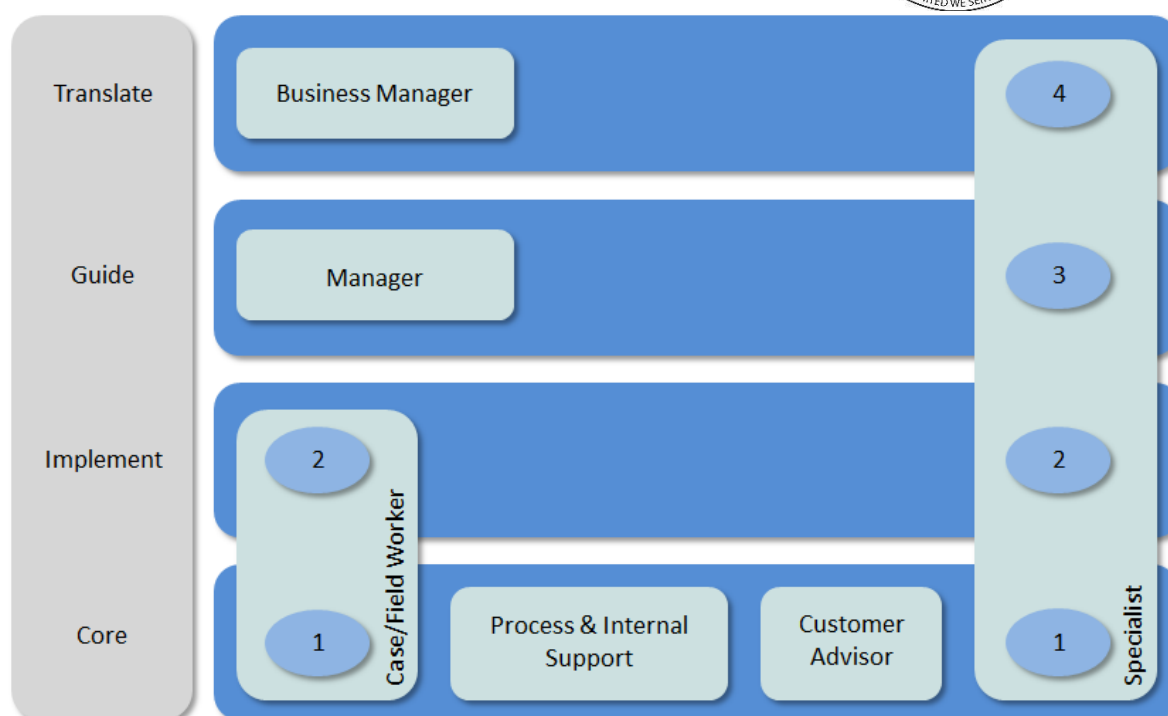 WE
Translate
Business Manager
4
Guide
Manager
3
Implement
2
2
Case/Field Worker
Core
1
Process & Internal
Support
Customer
Advisor
1
Specialist